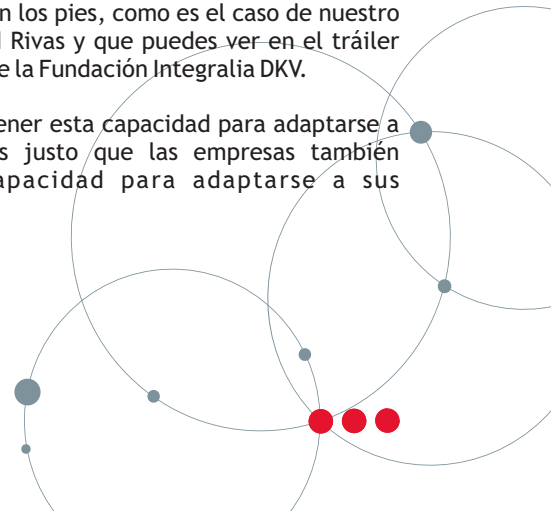 n los pies, como es el caso de nuestro
l Rivas y que puedes ver en el tráiler
e la Fundación Integralia DKV.
ener esta capacidad para adaptarse a
s justo que las empresas también
apacidad para adaptarse a sus